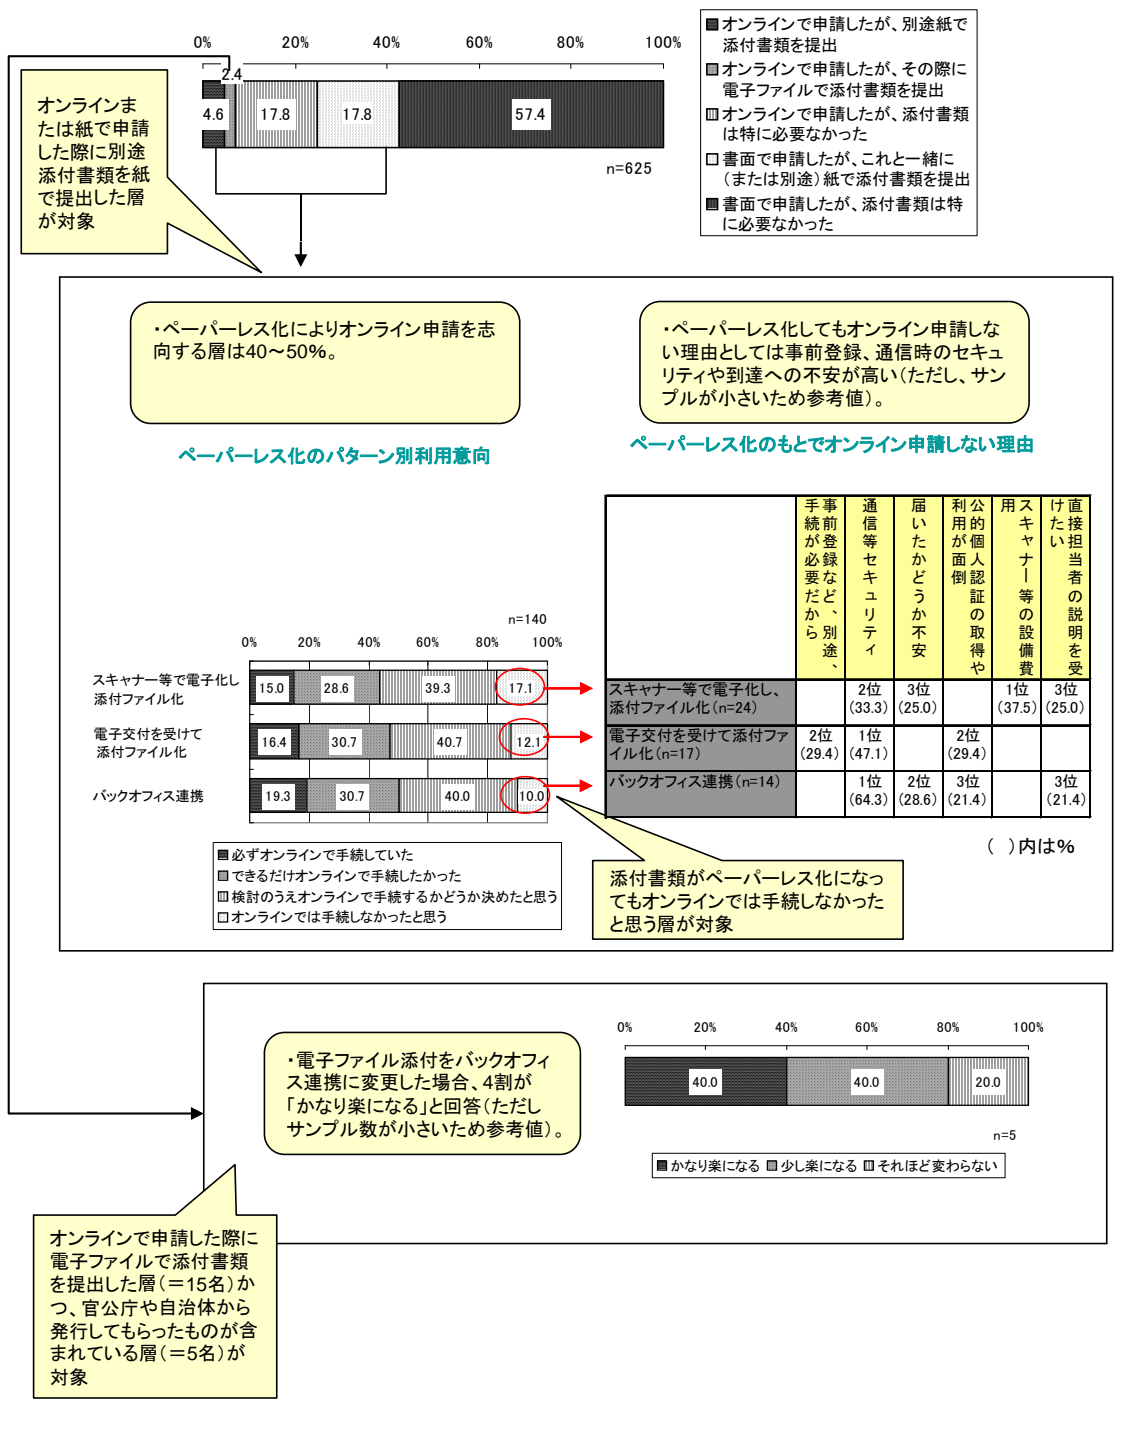 0% 20% 40% 60% 80% 100%
2.4
4.6 17.8 17.8 57.4
n=625
オンラインで申請したが、別途紙で
添付書類を提出
オンラインで申請したが、その際に
電子ファイルで添付書類を提出
オンラインで申請したが、添付書類
は特に必要なかった
書面で申請したが、これと一緒に
（または別途）紙で添付書類を提出
書面で申請したが、添付書類は特
に必要なかった
オンラインま
たは紙で申請
した際に別途
添付書類を紙
で提出した層
が対象
・ペーパーレス化によりオンライン申請を志
向する層は40～50%。
・ペーパーレス化してもオンライン申請しな
い理由としては事前登録、通信時のセキュ
リティや到達への不安が高い（ただし、サン
プルが小さいため参考値）。
ペーパーレス化のパターン別利用意向
ペーパーレス化のもとでオンライン申請しない理由
n=140
0% 20% 40% 60% 80% 100%
スキャナー等で電子化し
添付ファイル化
15.0 28.6 39.3 17.1
電子交付を受けて
添付ファイル化
16.4 30.7 40.7 12.1
バックオフィス連携
19.3 30.7 40.0 10.0
必ずオンラインで手続していた
できるだけオンラインで手続したかった
検討のうえオンラインで手続するかどうか決めたと思う
オンラインでは手続しなかったと思う
事前登録など、別途、
手続が必要だから
通信等セキュリティ
届いたかどうか不安
公的個人認証の取得や
利用が面倒
スキャナー等の設備費
用
直接担当者の説明を受
けたい
スキャナー等で電子化し、
添付ファイル化（n=24）
2位 3位 1位 3位
（33.3） （25.0） （37.5） （25.0）
電子交付を受けて添付ファ
イル化（n=17）
2位 1位 2位
（29.4） （47.1） （29.4）
バックオフィス連携（n=14）
1位 2位 3位 3位
（64.3） （28.6） （21.4） （21.4）
（　）内は%
添付書類がペーパーレス化になっ
てもオンラインでは手続しなかった
と思う層が対象
・電子ファイル添付をバックオフィ
ス連携に変更した場合、4割が
「かなり楽になる」と回答（ただし
サンプル数が小さいため参考値）。
0% 20% 40% 60% 80% 100%
40.0 40.0 20.0
n=5
かなり楽になる 少し楽になる それほど変わらない
オンラインで申請した際に
電子ファイルで添付書類
を提出した層（＝15名）か
つ、官公庁や自治体から
発行してもらったものが含
まれている層（＝5名）が
対象